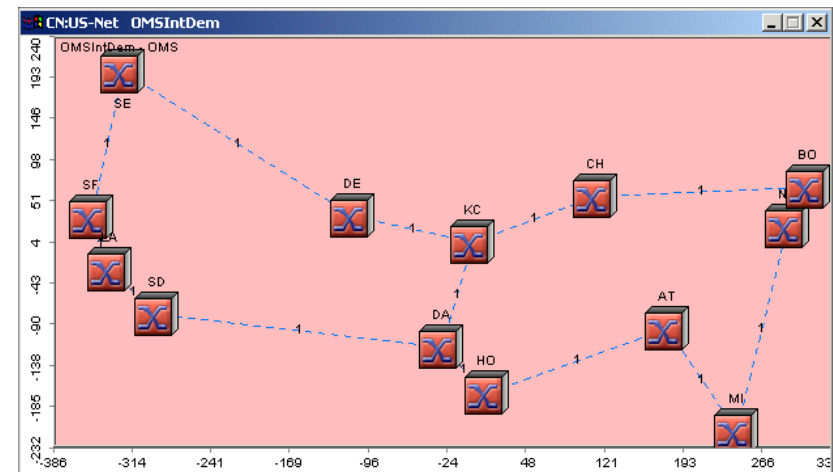 CN:US-Net OMSIntDem
OMSIntDem - OMS
240
193
146
98
51
4
-43
-90
-138
-185
-232
SE
1
1
SF
DE
KC
CH
BO
N
1
1
1
LA
1
SD
1
1
DA
1
HO
1
AT
1
1
MI
-386
-314
-241
-169
-96
-24
48
121
193
266
33